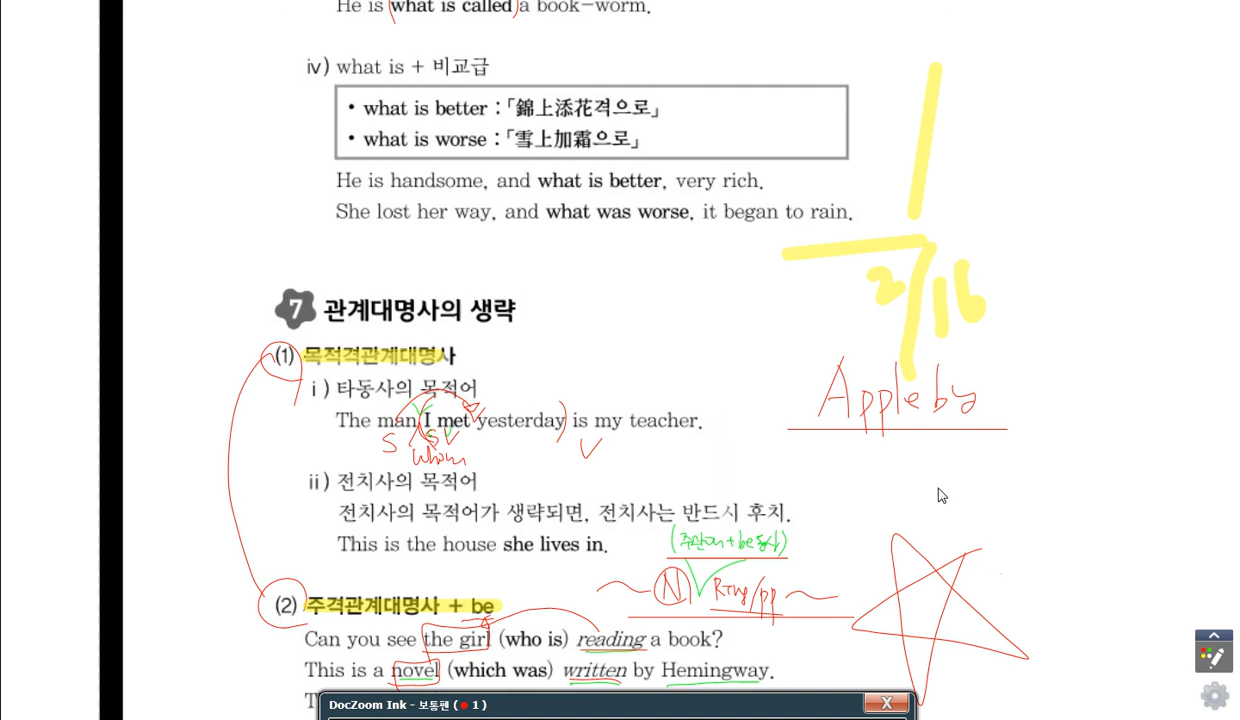 He is (what is called) a book-worm.
ⅳ) what is + 비교급
• what is better : 「錦上添花격으로」
• what is worse : 「雪上加霜으로」
He is handsome, and what is better, very rich.
She lost her way, and what was worse, it began to rain.
2/16
7 관계대명사의 생략
(1) 목적격관계대명사
ⅰ) 타동사의 목적어
Appleby
The man I met yesterday) is my teacher.
S S V V
whom
ⅱ) 전치사의 목적어
전치사의 목적어가 생략되면, 전치사는 반드시 후치.
This is the house she lives in.
(주관대 + be동사)
N Ring/pp
(2) 주격관계대명사 + be
Can you see the girl (who is) reading a book?
This is a novel (which was) written by Hemingway.
DocZoom Ink - 보통펜 ( 1 ) X